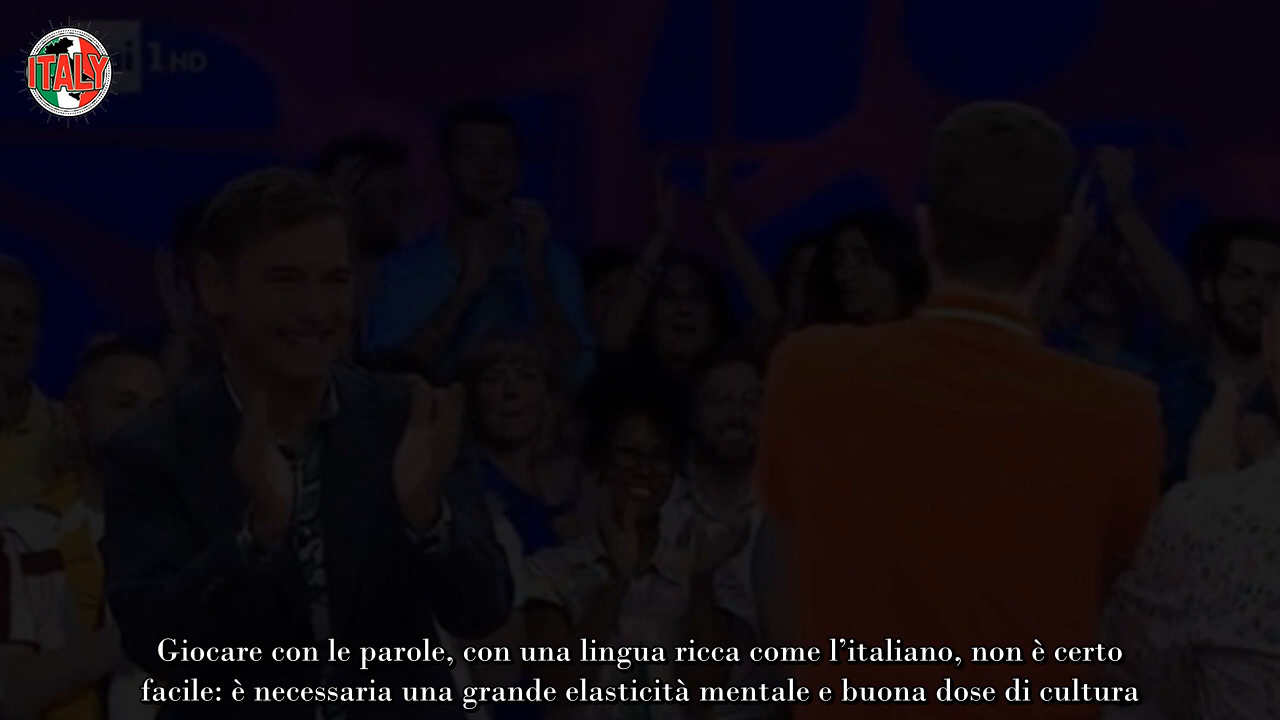 ITALY
1HD
Giocare con le parole, con una lingua ricca come l’italiano, non è certo
facile: è necessaria una grande elasticità mentale e buona dose di cultura